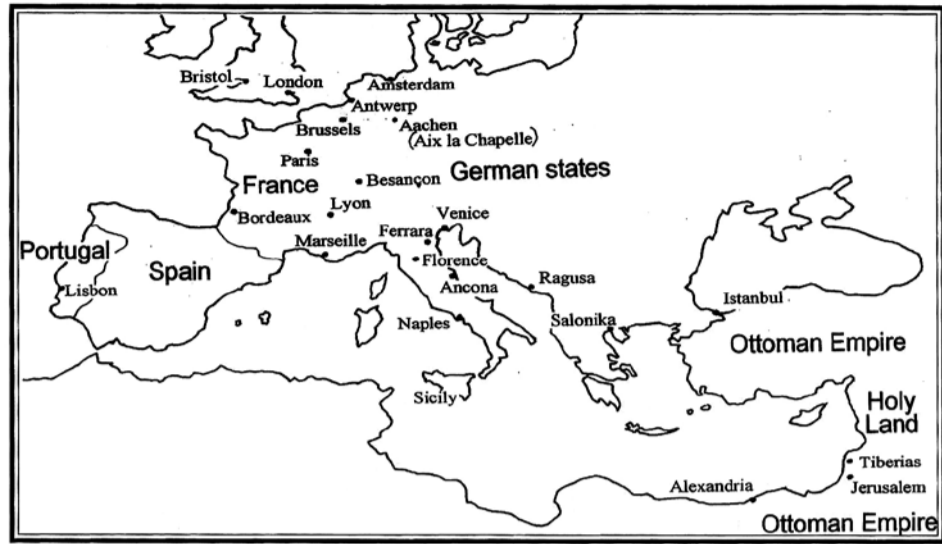 Bristol
London
Amsterdam
Antwerp
Brussels
Aachen
(Aix la Chapelle)
Paris
France
Besançon
German states
Bordeaux
Lyon
Venice
Ferrara
Portugal
Spain
Marseille
Florence
Ancona
Ragusa
Lisbon
Istanbul
Naples
Salonika
Ottoman Empire
Sicily
Holy
Land
Tiberias
Alexandria
Jerusalem
Ottoman Empire